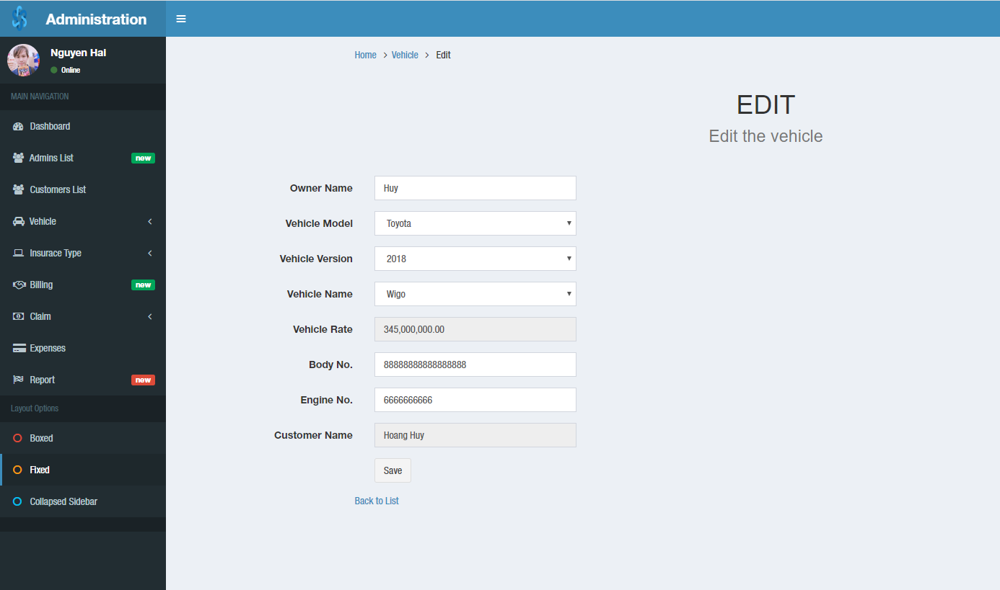 Administration
Nguyen Hai
Online
MAIN NAVIGATION
Dashboard
Admins List new
Customers List
Vehicle
Insurace Type
Billing new
Claim
Expenses
Report new
Layout Options
Boxed
Fixed
Collapsed Sidebar
Home > Vehicle > Edit
EDIT
Edit the vehicle
Owner Name Huy
Vehicle Model Toyota
Vehicle Version 2018
Vehicle Name Wigo
Vehicle Rate 345,000,000.00
Body No. 88888888888888888
Engine No. 6666666666
Customer Name Hoang Huy
Save
Back to List